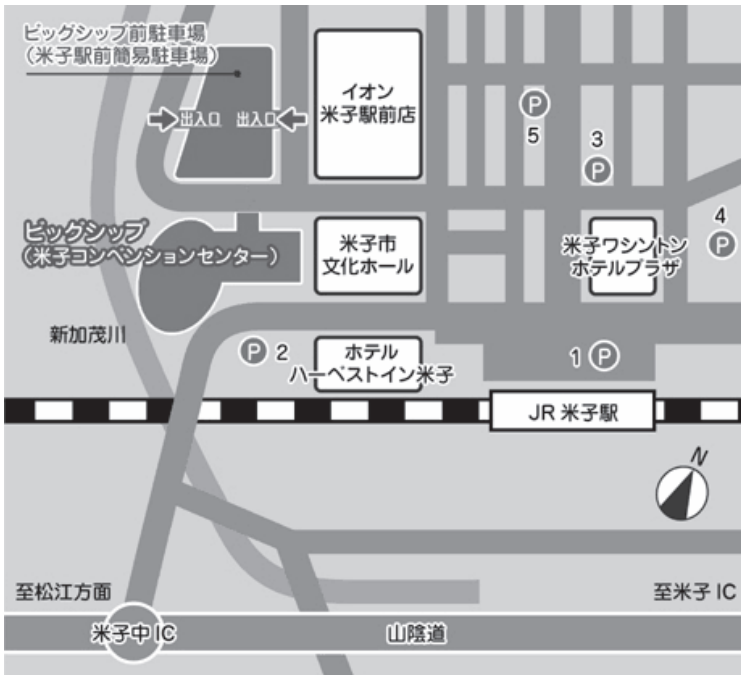 ビッグシップ前駐車場
（米子駅前簡易駐車場）
出入口
出入口
イオン
米子駅前店
P
5
3
P
4
P
ビッグシップ
（米子コンベンションセンター）
米子市
文化ホール
米子ワシントン
ホテルプラザ
新加茂川
P 2
ホテル
ハーベストイン米子
1 P
JR 米子駅
N
至松江方面
至米子 IC
米子中 IC
山陰道